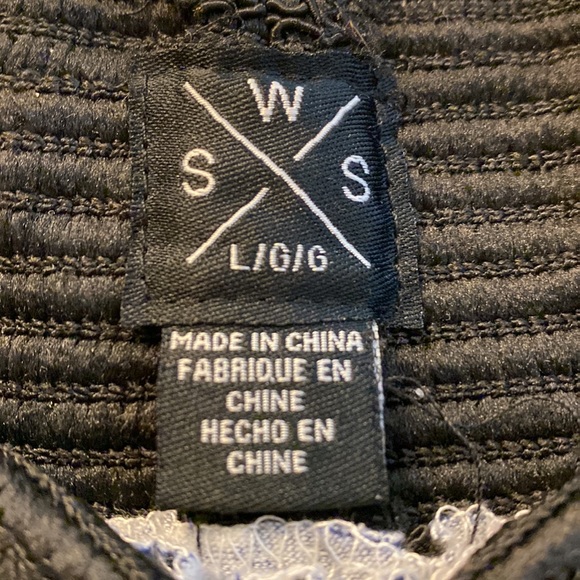 W
S S
L/G/G
MADE IN CHINA
FABRIQUE EN
CHINE
HECHO EN
CHINE